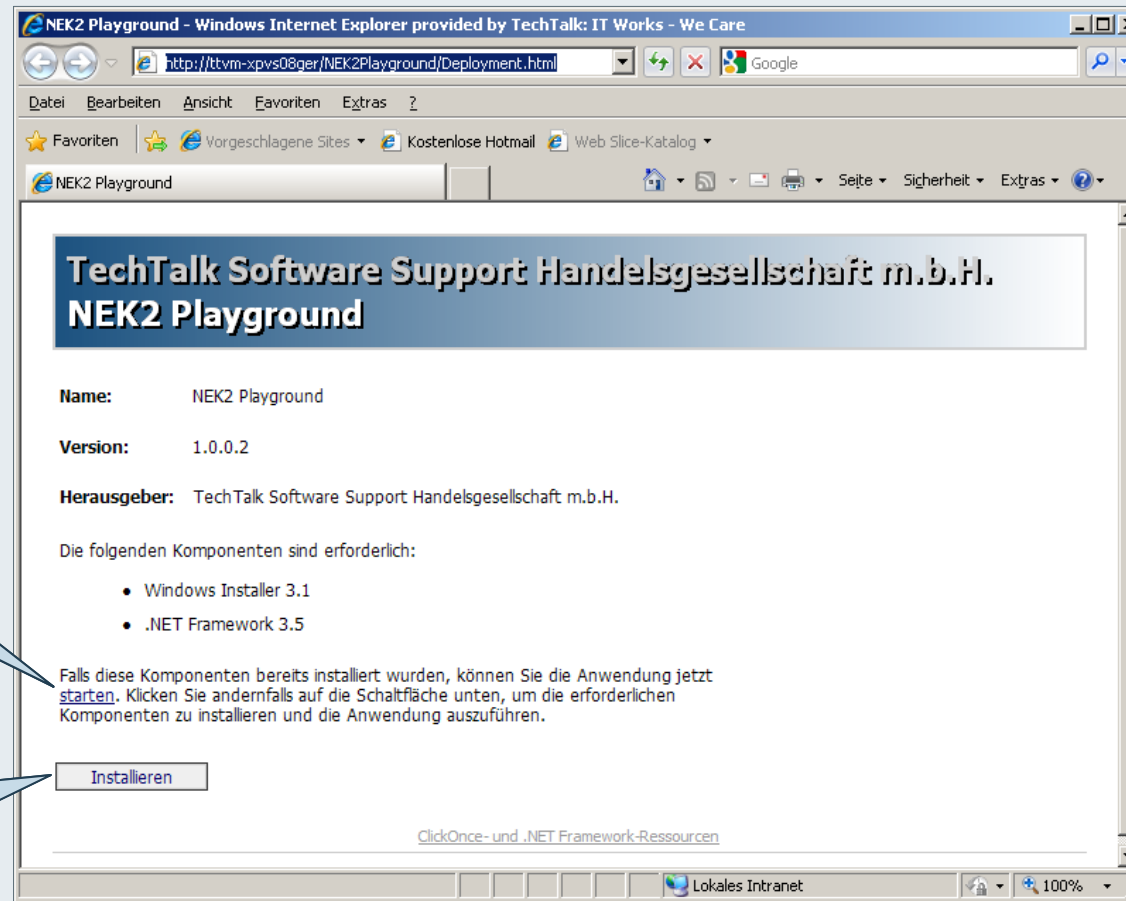 NEK2 Playground - Windows Internet Explorer provided by TechTalk: IT Works - We Care
http://ttvm-xpvs08ger/NEK2Playground/Deployment.html
Google
Datei Bearbeiten Ansicht Favoriten Extras ?
Favoriten Vorgeschlagene Sites Kostenlose Hotmail Web Slice-Katalog
NEK2 Playground Seite Sicherheit Extras
TechTalk Software Support Handelsgesellschaft m.b.H.
NEK2 Playground
Name: NEK2 Playground
Version: 1.0.0.2
Herausgeber: TechTalk Software Support Handelsgesellschaft m.b.H.
Die folgenden Komponenten sind erforderlich:
• Windows Installer 3.1
• .NET Framework 3.5
Falls diese Komponenten bereits installiert wurden, können Sie die Anwendung jetzt
starten. Klicken Sie andernfalls auf die Schaltfläche unten, um die erforderlichen
Komponenten zu installieren und die Anwendung auszuführen.
Installieren
ClickOnce- und .NET Framework-Ressourcen
Lokales Intranet 100%